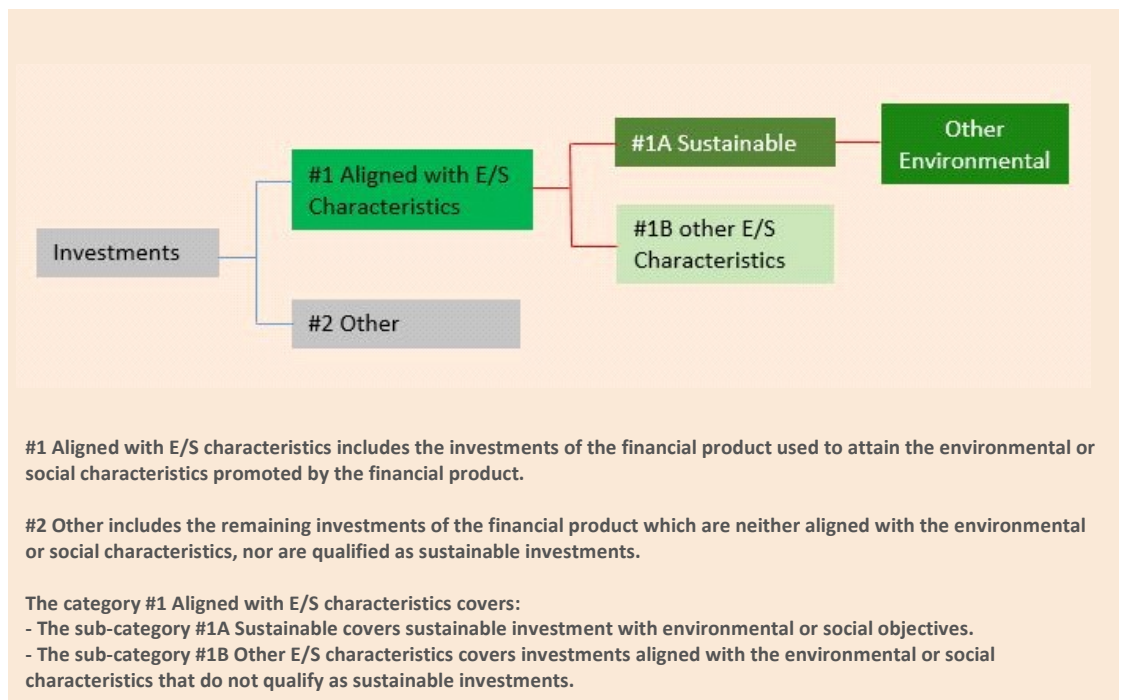 Investments
#1 Aligned with E/S
Characteristics
#2 Other
#1A Sustainable
#1B other E/S
Characteristics
Other
Environmental
#1 Aligned with E/S characteristics includes the investments of the financial product used to attain the environmental or
social characteristics promoted by the financial product.
#2 Other includes the remaining investments of the financial product which are neither aligned with the environmental
or social characteristics, nor are qualified as sustainable investments.
The category #1 Aligned with E/S characteristics covers:
- The sub-category #1A Sustainable covers sustainable investment with environmental or social objectives.
- The sub-category #1B Other E/S characteristics covers investments aligned with the environmental or social
characteristics that do not qualify as sustainable investments.